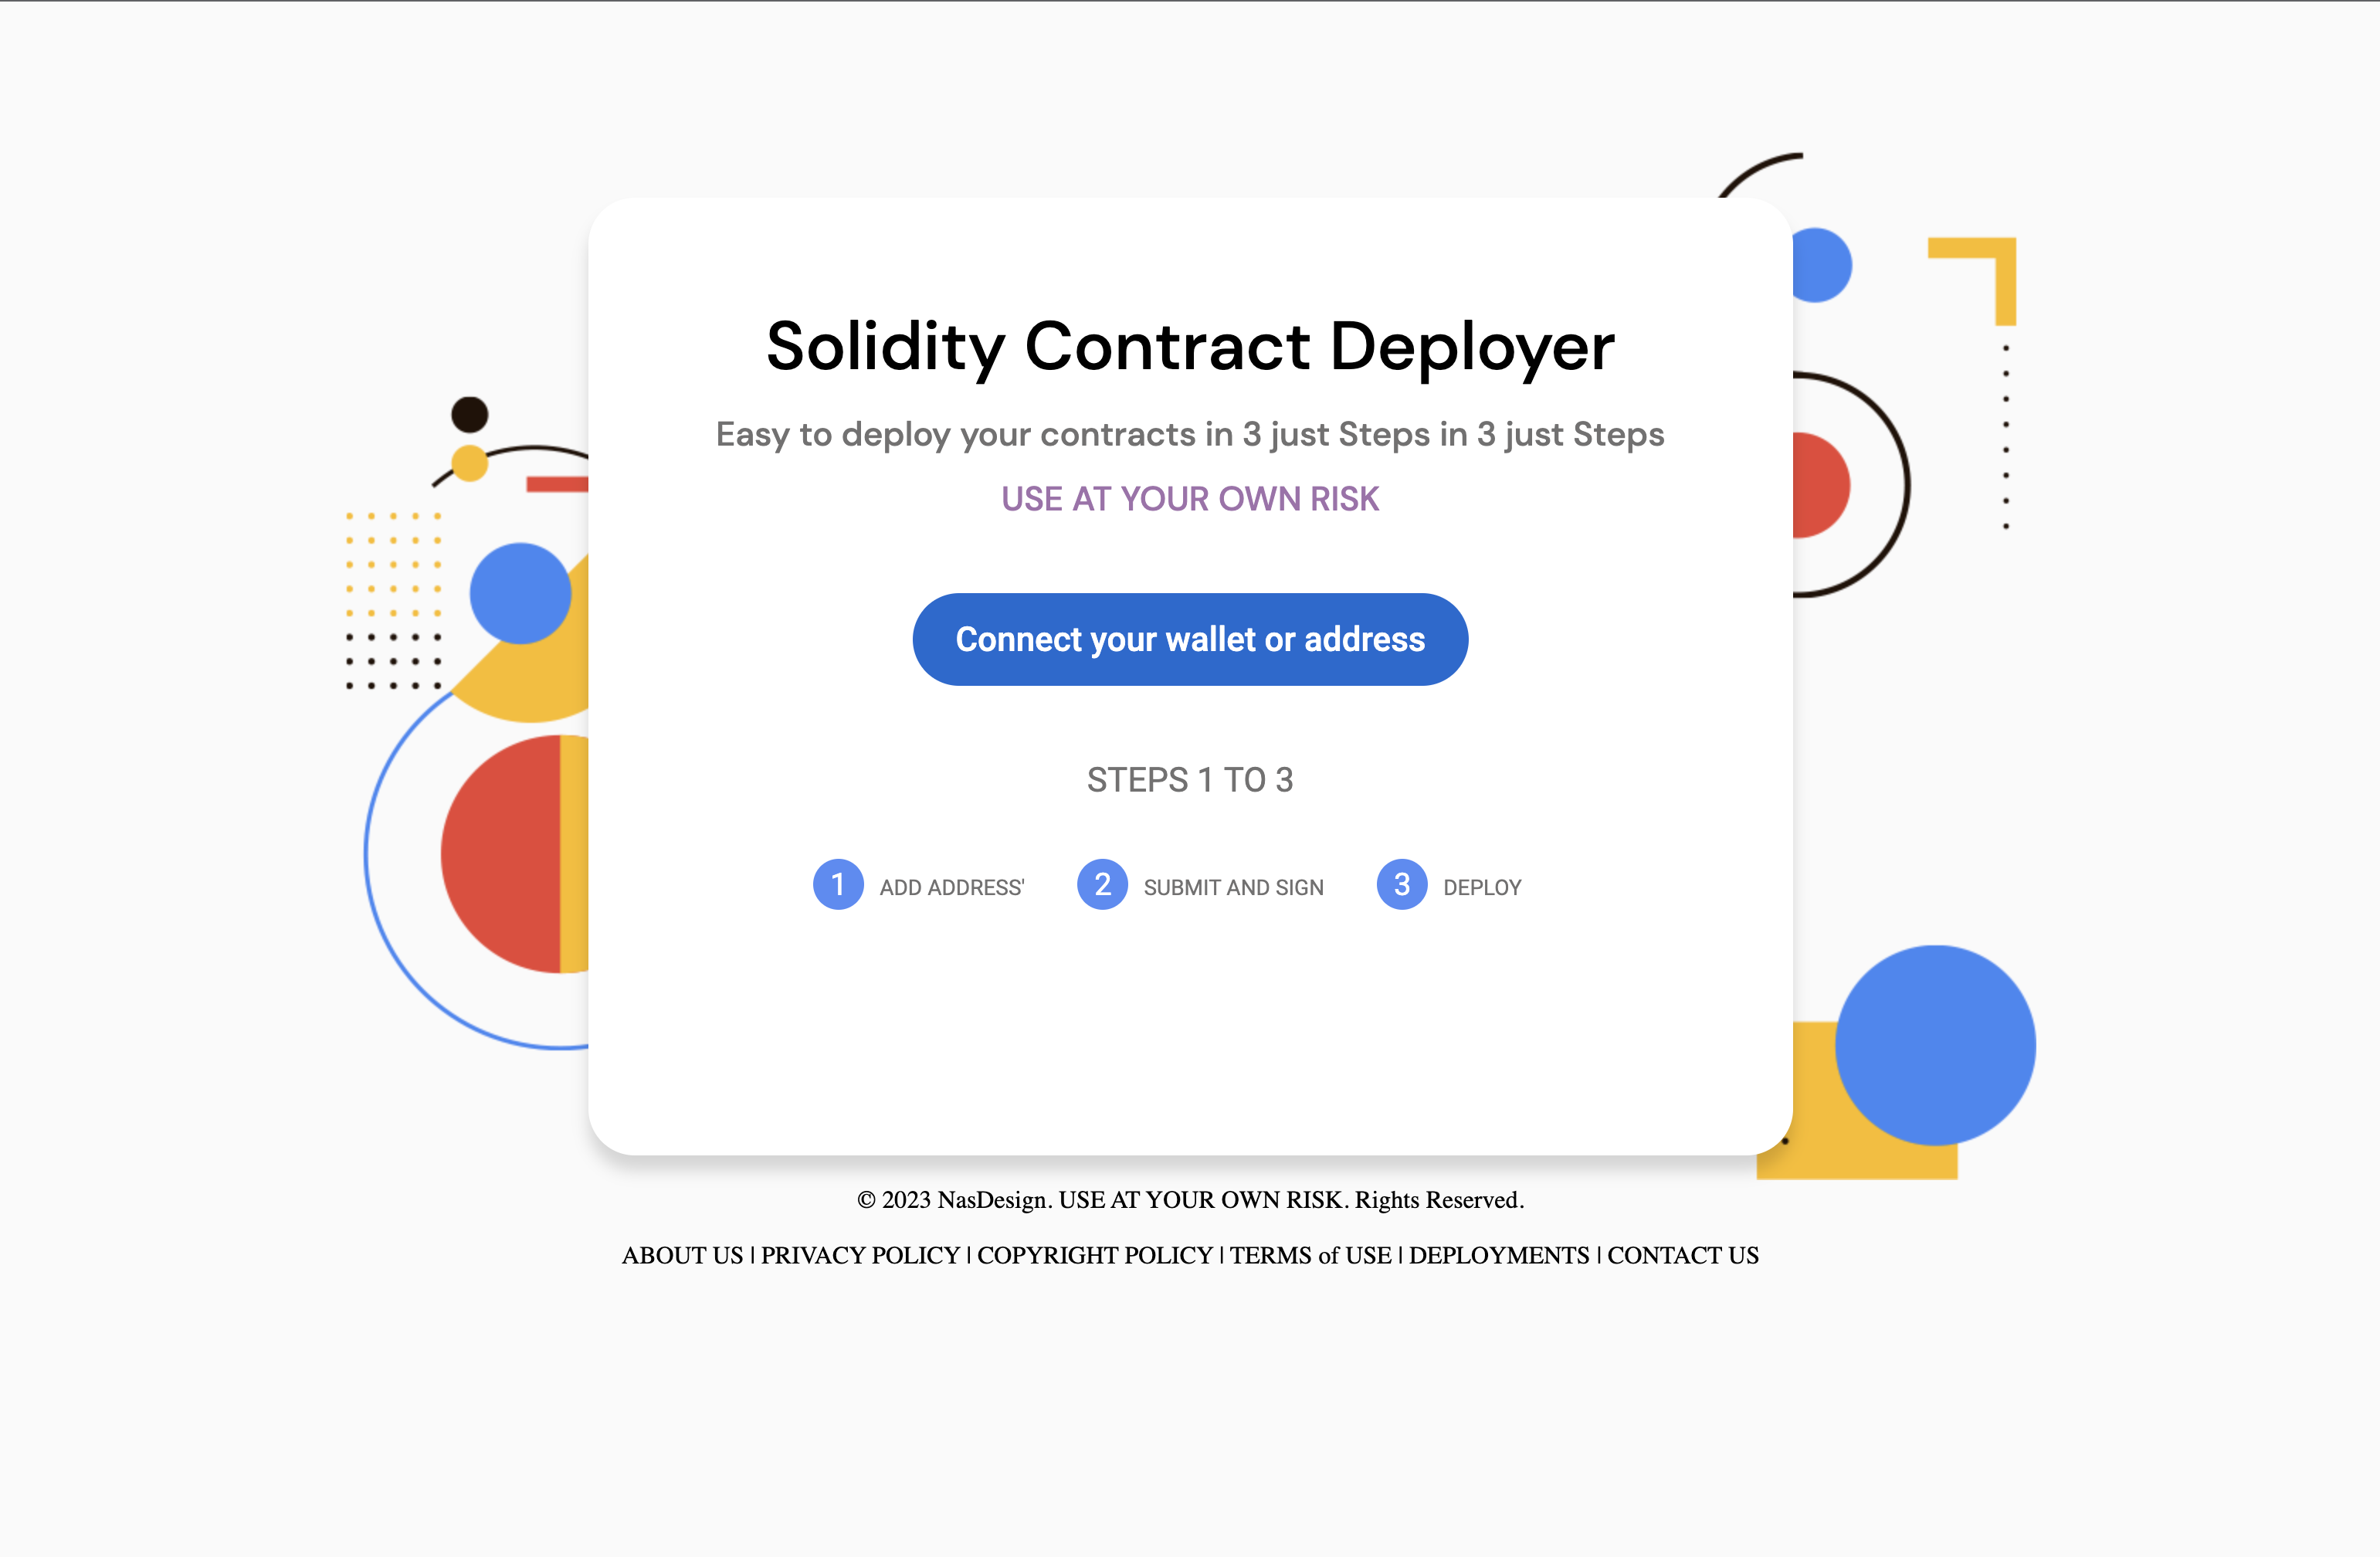 Solidity Contract Deployer
Easy to deploy your contracts in 3 just Steps in 3 just Steps
USE AT YOUR OWN RISK
Connect your wallet or address
STEPS 1 TO 3
1 ADD ADDRESS' 2 SUBMIT AND SIGN 3 DEPLOY
© 2023 NasDesign. USE AT YOUR OWN RISK. Rights Reserved.
ABOUT US | PRIVACY POLICY | COPYRIGHT POLICY | TERMS of USE | DEPLOYMENTS | CONTACT US